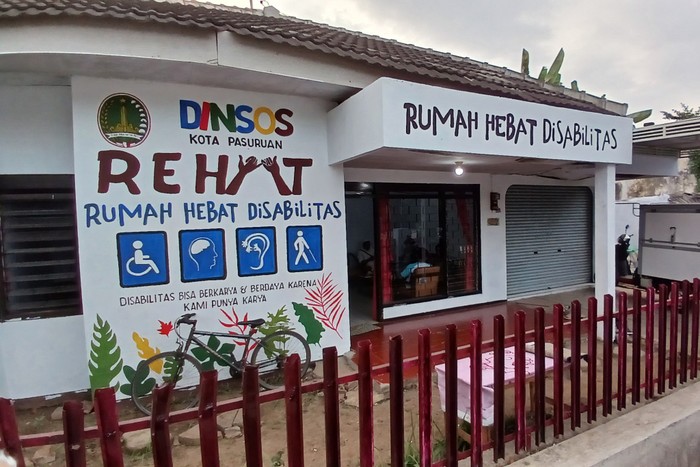 DINSOS
KOTA PASURUAN
REHAT
RUMAH HEBAT DiSABILITAS
DISABILITAS BISA BERKARYA & BERDAYA KARENA
KAMI PUNYA KARYA
RUMAH HEBAT DiSABILITAS